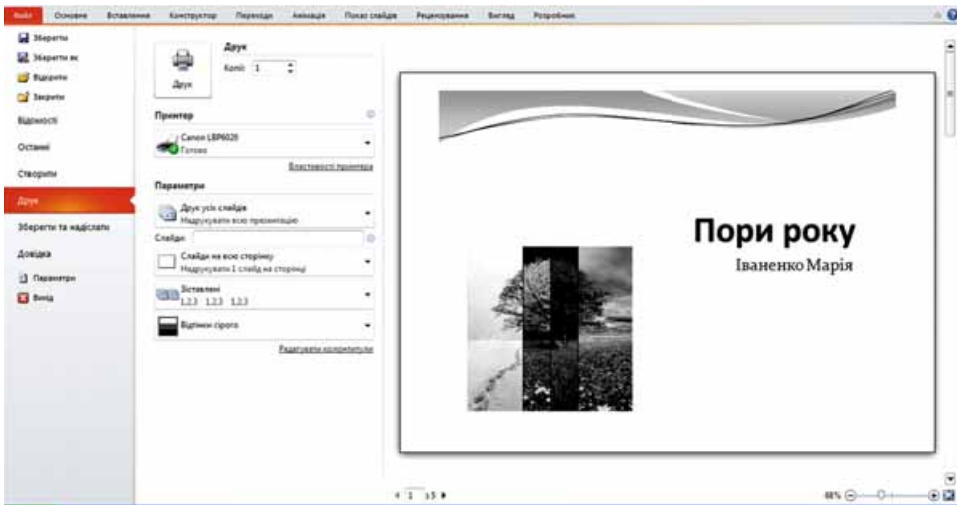 Файл Основне Вставлення Конструктор Переходи Анімація Показ слайдів Рецензування Вигляд Розробник
Зберегти
Зберегти як
Відкрити
Закрити
Відомості
Останні
Створити
Друк
Зберегти та надіслати
Довідка
Параметри
Вихід
Друк
Друк
Копії: 1
Принтер
Canon LBP6020
Готово
Властивості принтера
Параметри
Друк усіх слайдів
Надрукувати всю презентацію
Слайди:
Слайди на всю сторінку
Надрукувати 1 слайд на сторінці
Зіставлені
1,2,3 1,2,3 1,2,3
Відтінки сірого
Редагувати колонтитули
Пори року
Іваненко Марія
1 з 5
68%